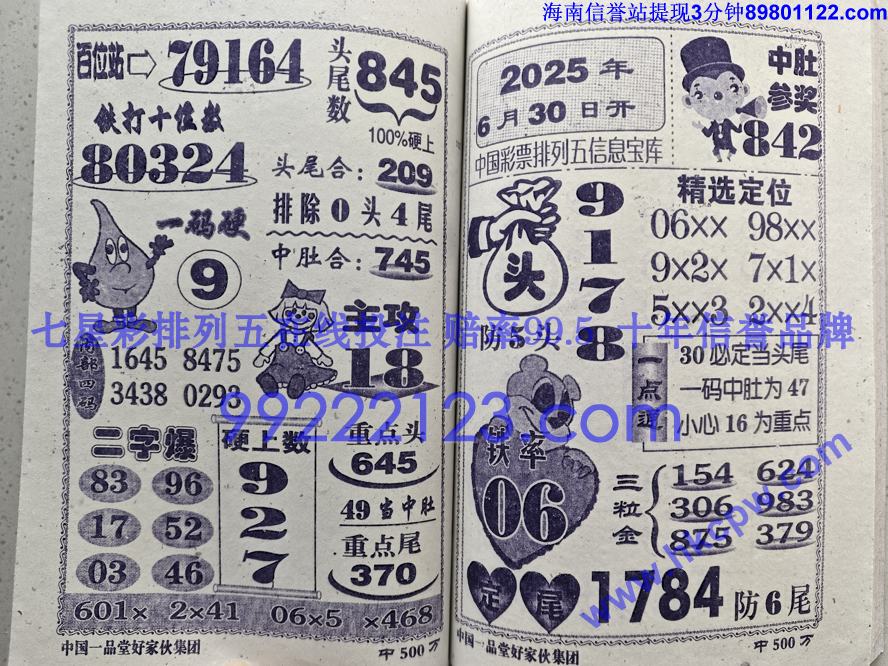 海南信誉站提现3分钟89801122.com
百位站⇨79164
头尾数
845
100%硬上
铁打十位数
80324
头尾合：209
排除0头4尾
一码硬
9
中肚合：745
主攻
18
七星彩排列五在线投注 赔率99.5 十年信誉品牌
1645 8475
3438 0293
99222123.com
二字爆
83 96
17 52
03 46
硬上数
9
2
7
重点头
645
49当中肚
重点尾
370
601× 2×41 06×5 ×468
中国一品堂好家伙集团
中500万
2025年
6月30日开
中国彩票排列五信息宝库
中肚
参奖
842
头
9
1
7
8
防5头
精选定位
06×× 98××
9×2× 7×1×
5××3 2××4
一点通
30必定当头尾
一码中肚为47
小心16为重点
铁率
06
三粒金
154 624
306 983
875 379
www.hkcpw.com
定尾
1784
防6尾
中国一品堂好家伙集团
中500万